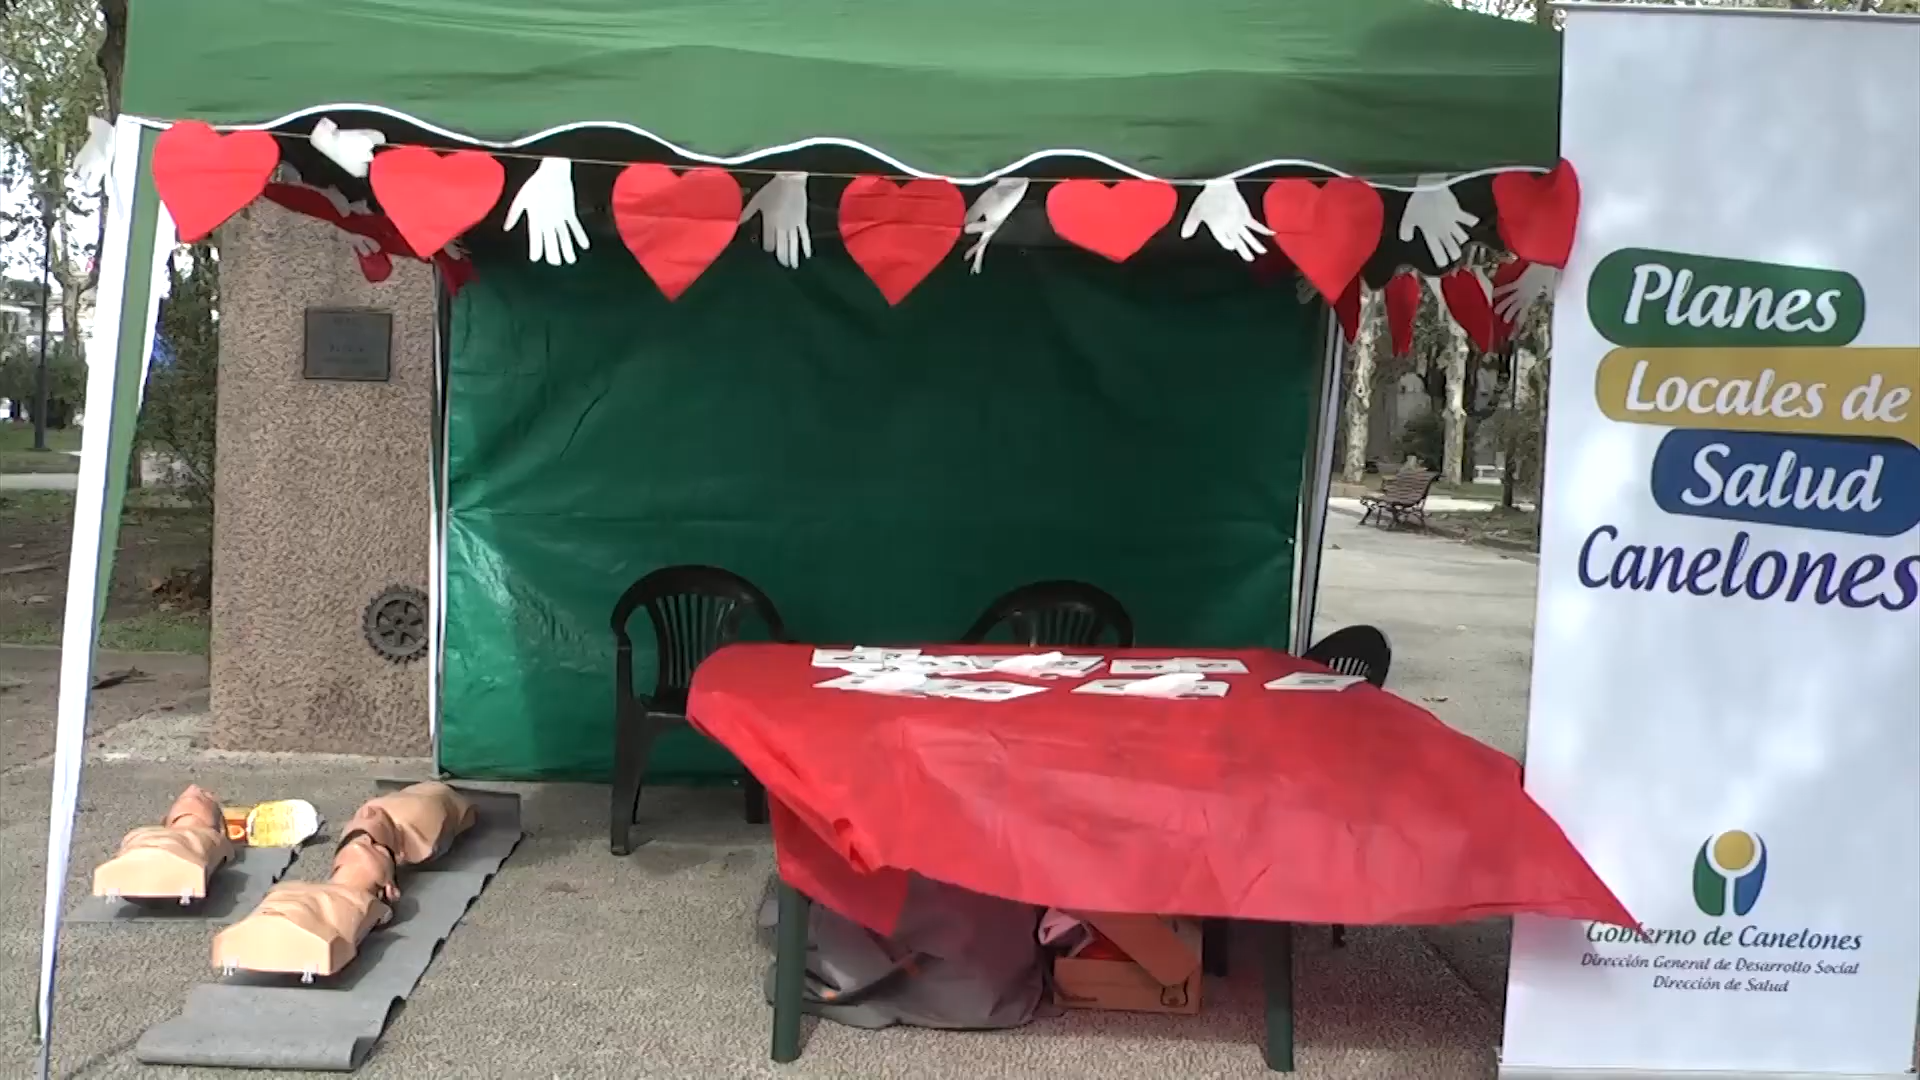 Planes
Locales de
Salud
Canelones
Gobierno de Canelones
Dirección General de Desarrollo Social
Dirección de Salud